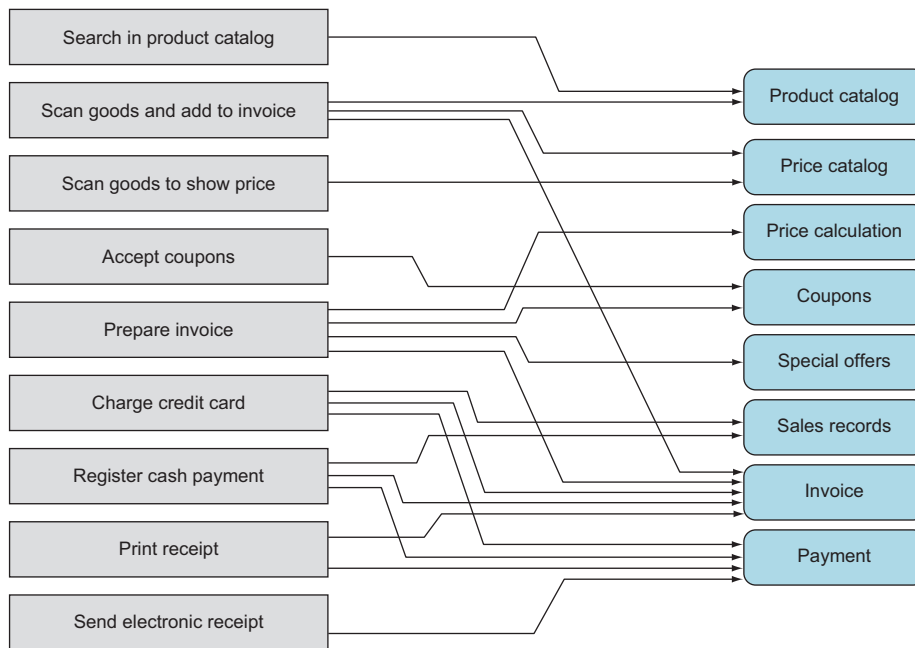 Search in product catalog
Scan goods and add to invoice
Scan goods to show price
Accept coupons
Prepare invoice
Charge credit card
Register cash payment
Print receipt
Send electronic receipt
Product catalog
Price catalog
Price calculation
Coupons
Special offers
Sales records
Invoice
Payment